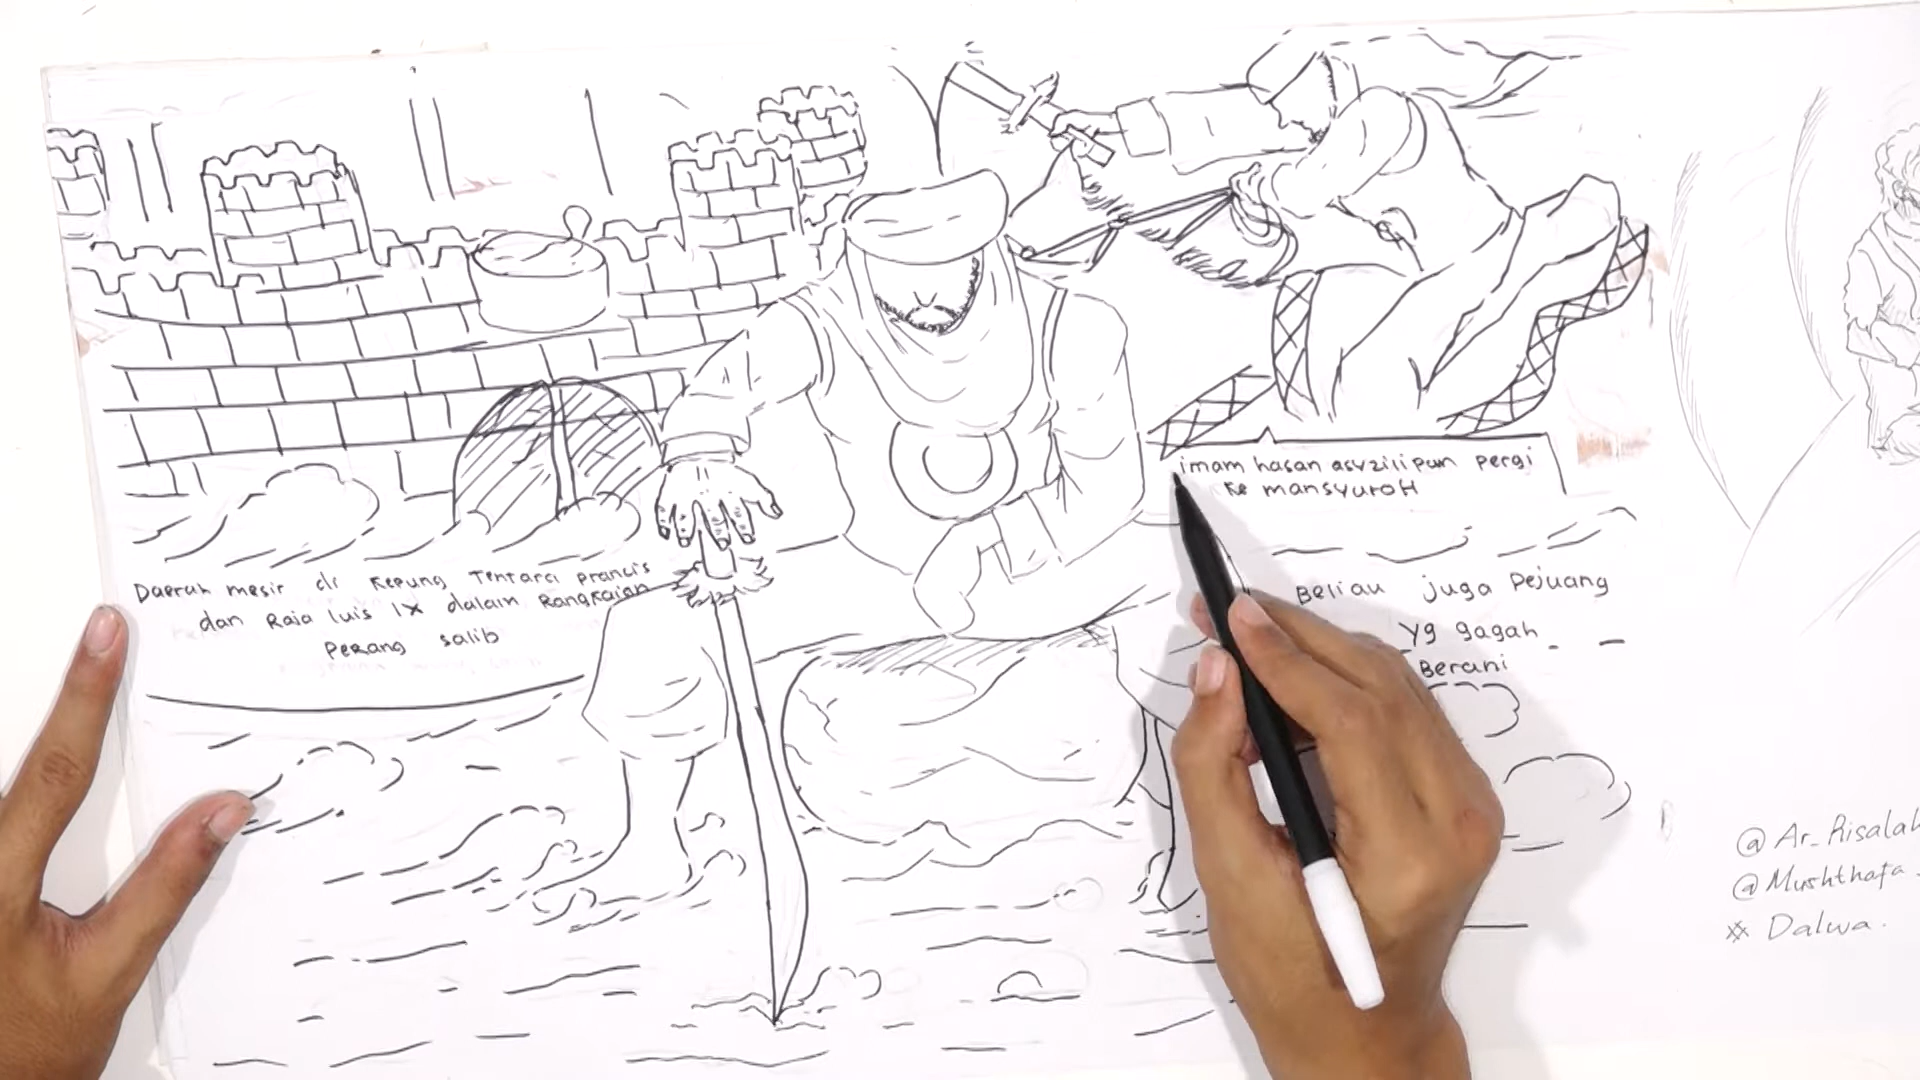 Daerah mesir di Kepung Tentara prancis
dan Raja luis IX dalam Rangkaian
Perang salib
imam hasan asyzilipun pergi
ke mansyuroH
Beliau juga Pejuang
yg gagah
Berani
@Ar_Risalah
@Mushthafa
Dalwa.